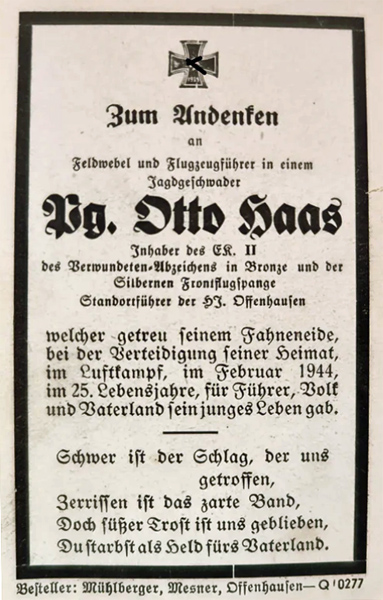 Zum Andenken
an
Feldwebel und Flugzeugführer in einem
Jagdgeschwader
Pg. Otto Haas
Inhaber des EK. II
des Verwundeten-Abzeichens in Bronze und der
Silbernen Frontflugspange
Standortführer der HJ. Offenhausen
welcher getreu seinem Fahneneide,
bei der Verteidigung seiner Heimat,
im Luftkampf, im Februar 1944,
im 25. Lebensjahre, für Führer, Volk
und Vaterland sein junges Leben gab.
Schwer ist der Schlag, der uns
getroffen,
Zerrissen ist das zarte Band,
Doch süßer Trost ist uns geblieben,
Du starbst als Held fürs Vaterland.
Besteller: Mühlberger, Mesner, Offenhausen— Q'0277